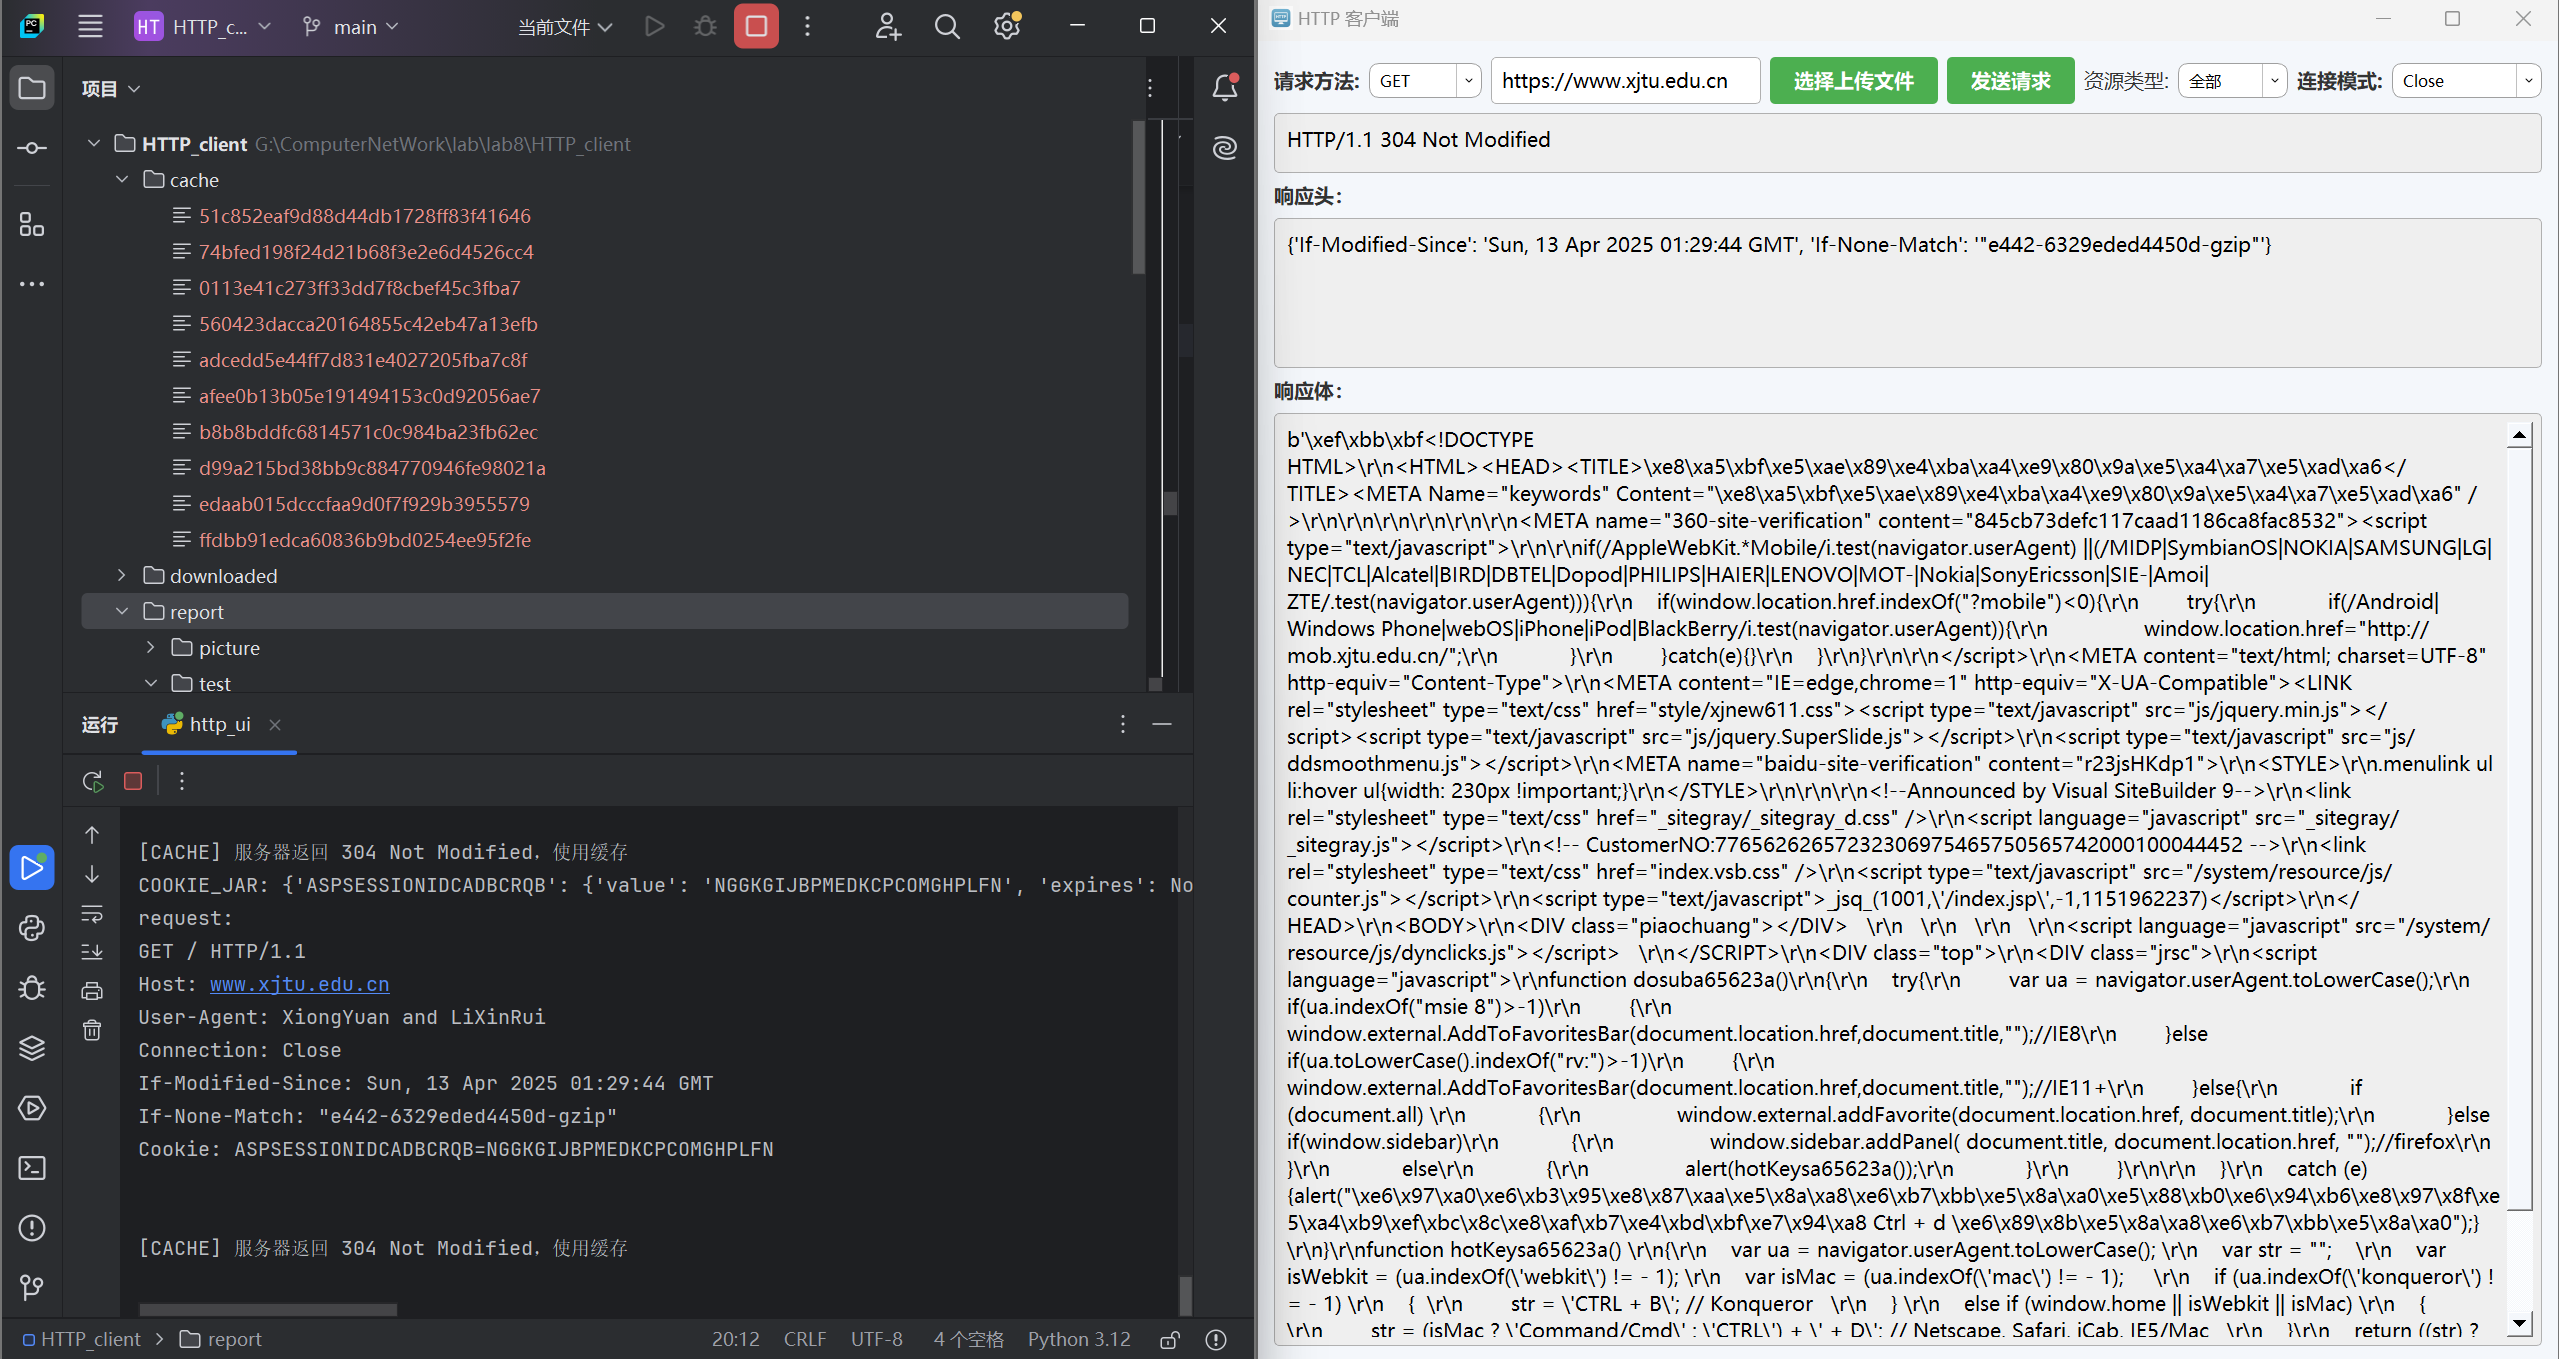 HT HTTP_c... main 当前文件
项目
HTTP_client G:\ComputerNetWork\lab\lab8\HTTP_client
cache
51c852eaf9d88d44db1728ff83f41646
74bfed198f24d21b68f3e2e6d4526cc4
0113e41c273ff33dd7f8cbef45c3fba7
560423dacca20164855c42eb47a13efb
adcedd5e44ff7d831e4027205fba7c8f
afee0b13b05e191494153c0d92056ae7
b8b8bddfc6814571c0c984ba23fb62ec
d99a215bd38bb9c884770946fe98021a
edaab015dcccfaa9d0f7f929b3955579
ffdbb91edca60836b9bd0254ee95f2fe
downloaded
report
picture
test
运行 http_ui
[CACHE] 服务器返回 304 Not Modified，使用缓存
COOKIE_JAR: {'ASPSESSIONIDCADBCRQB': {'value': 'NGGKGIJBPMEDKCPCOMGHPLFN', 'expires': No
request:
GET / HTTP/1.1
Host: www.xjtu.edu.cn
User-Agent: XiongYuan and LiXinRui
Connection: Close
If-Modified-Since: Sun, 13 Apr 2025 01:29:44 GMT
If-None-Match: "e442-6329eded4450d-gzip"
Cookie: ASPSESSIONIDCADBCRQB=NGGKGIJBPMEDKCPCOMGHPLFN
[CACHE] 服务器返回 304 Not Modified，使用缓存
HTTP_client > report 20:12 CRLF UTF-8 4 个空格 Python 3.12
HTTP 客户端
请求方法: GET https://www.xjtu.edu.cn 选择上传文件 发送请求 资源类型: 全部 连接模式: Close
HTTP/1.1 304 Not Modified
响应头:
{'If-Modified-Since': 'Sun, 13 Apr 2025 01:29:44 GMT', 'If-None-Match': '"e442-6329eded4450d-gzip"'}
响应体:
b'\xef\xbb\xbf<!DOCTYPE
HTML>\r\n<HTML><HEAD><TITLE>\xe8\xa5\xbf\xe5\xae\x89\xe4\xba\xa4\xe9\x80\x9a\xe5\xa4\xa7\xe5\xad\xa6</
TITLE><META Name="keywords" Content="\xe8\xa5\xbf\xe5\xae\x89\xe4\xba\xa4\xe9\x80\x9a\xe5\xa4\xa7\xe5\xad\xa6" /
>\r\n\r\n\r\n\r\n\r\n\r\n<META name="360-site-verification" content="845cb73defc117caad1186ca8fac8532"><script
type="text/javascript">\r\n\r\nif(/AppleWebKit.*Mobile/i.test(navigator.userAgent) ||(/MIDP|SymbianOS|NOKIA|SAMSUNG|LG|
NEC|TCL|Alcatel|BIRD|DBTEL|Dopod|PHILIPS|HAIER|LENOVO|MOT-|Nokia|SonyEricsson|SIE-|Amoi|
ZTE/.test(navigator.userAgent))){\r\n    if(window.location.href.indexOf("?mobile")<0){\r\n        try{\r\n            if(/Android|
Windows Phone|webOS|iPhone|iPod|BlackBerry/i.test(navigator.userAgent)){\r\n                window.location.href="http://
mob.xjtu.edu.cn/";\r\n            }\r\n        }catch(e){}\r\n    }\r\n}\r\n\r\n</script>\r\n<META content="text/html; charset=UTF-8"
http-equiv="Content-Type">\r\n<META content="IE=edge,chrome=1" http-equiv="X-UA-Compatible"><LINK
rel="stylesheet" type="text/css" href="style/xjnew611.css"><script type="text/javascript" src="js/jquery.min.js"></
script><script type="text/javascript" src="js/jquery.SuperSlide.js"></script>\r\n<script type="text/javascript" src="js/
ddsmoothmenu.js"></script>\r\n<META name="baidu-site-verification" content="r23jsHKdp1">\r\n<STYLE>\r\n.menulink ul
li:hover ul{width: 230px !important;}\r\n</STYLE>\r\n\r\n\r\n<!--Announced by Visual SiteBuilder 9-->\r\n<link
rel="stylesheet" type="text/css" href="_sitegray/_sitegray_d.css" />\r\n<script language="javascript" src="_sitegray/
_sitegray.js"></script>\r\n<!-- CustomerNO:7765626265723230697546575056574200010004​4452 -->\r\n<link
rel="stylesheet" type="text/css" href="index.vsb.css" />\r\n<script type="text/javascript" src="/system/resource/js/
counter.js"></script>\r\n<script type="text/javascript">_jsq_(1001,\'/index.jsp\',-1,1151962237)</script>\r\n</
HEAD>\r\n<BODY>\r\n<DIV class="piaochuang"></DIV>   \r\n   \r\n   \r\n   \r\n<script language="javascript" src="/system/
resource/js/dynclicks.js"></script>   \r\n</SCRIPT>\r\n<DIV class="top">\r\n<DIV class="jrsc">\r\n<script
language="javascript">\r\nfunction dosuba65623a()\r\n{\r\n    try{\r\n        var ua = navigator.userAgent.toLowerCase();\r\n
if(ua.indexOf("msie 8")>-1)\r\n        {\r\n
window.external.AddToFavoritesBar(document.location.href,document.title,"");//IE8\r\n        }else
if(ua.toLowerCase().indexOf("rv:")>-1)\r\n        {\r\n
window.external.AddToFavoritesBar(document.location.href,document.title,"");//IE11+\r\n        }else{\r\n            if
(document.all) \r\n            {\r\n                window.external.addFavorite(document.location.href, document.title);\r\n            }else
if(window.sidebar)\r\n            {\r\n                window.sidebar.addPanel( document.title, document.location.href, "");//firefox\r\n
}\r\n            else\r\n            {\r\n                alert(hotKeysa65623a());\r\n            }\r\n        }\r\n\r\n    }\r\n    catch (e)
{alert("\xe6\x97\xa0\xe6\xb3\x95\xe8\x87\xaa\xe5\x8a\xa8\xe6\xb7\xbb\xe5\x8a\xa0\xe5\x88\xb0\xe6\x94\xb6\xe8\x97\x8f\xe
5\xa4\xb9\xef\xbc\x8c\xe8\xaf\xb7\xe4\xbd\xbf\xe7\x94\xa8 Ctrl + d \xe6\x89\x8b\xe5\x8a\xa8\xe6\xb7\xbb\xe5\x8a\xa0");}
\r\n}\r\nfunction hotKeysa65623a() \r\n{\r\n    var ua = navigator.userAgent.toLowerCase(); \r\n    var str = "";    \r\n    var
isWebkit = (ua.indexOf(\'webkit\') != - 1); \r\n    var isMac = (ua.indexOf(\'mac\') != - 1);     \r\n    if (ua.indexOf(\'konqueror\') !
= - 1) \r\n    {  \r\n        str = \'CTRL + B\'; // Konqueror   \r\n    } \r\n    else if (window.home || isWebkit || isMac) \r\n    {
\r\n        str = (isMac ? \'Command/Cmd\' : \'CTRL\') + \' + D\'; // Netscape, Safari, iCab, IE5/Mac   \r\n    }\r\n    return ((str) ?